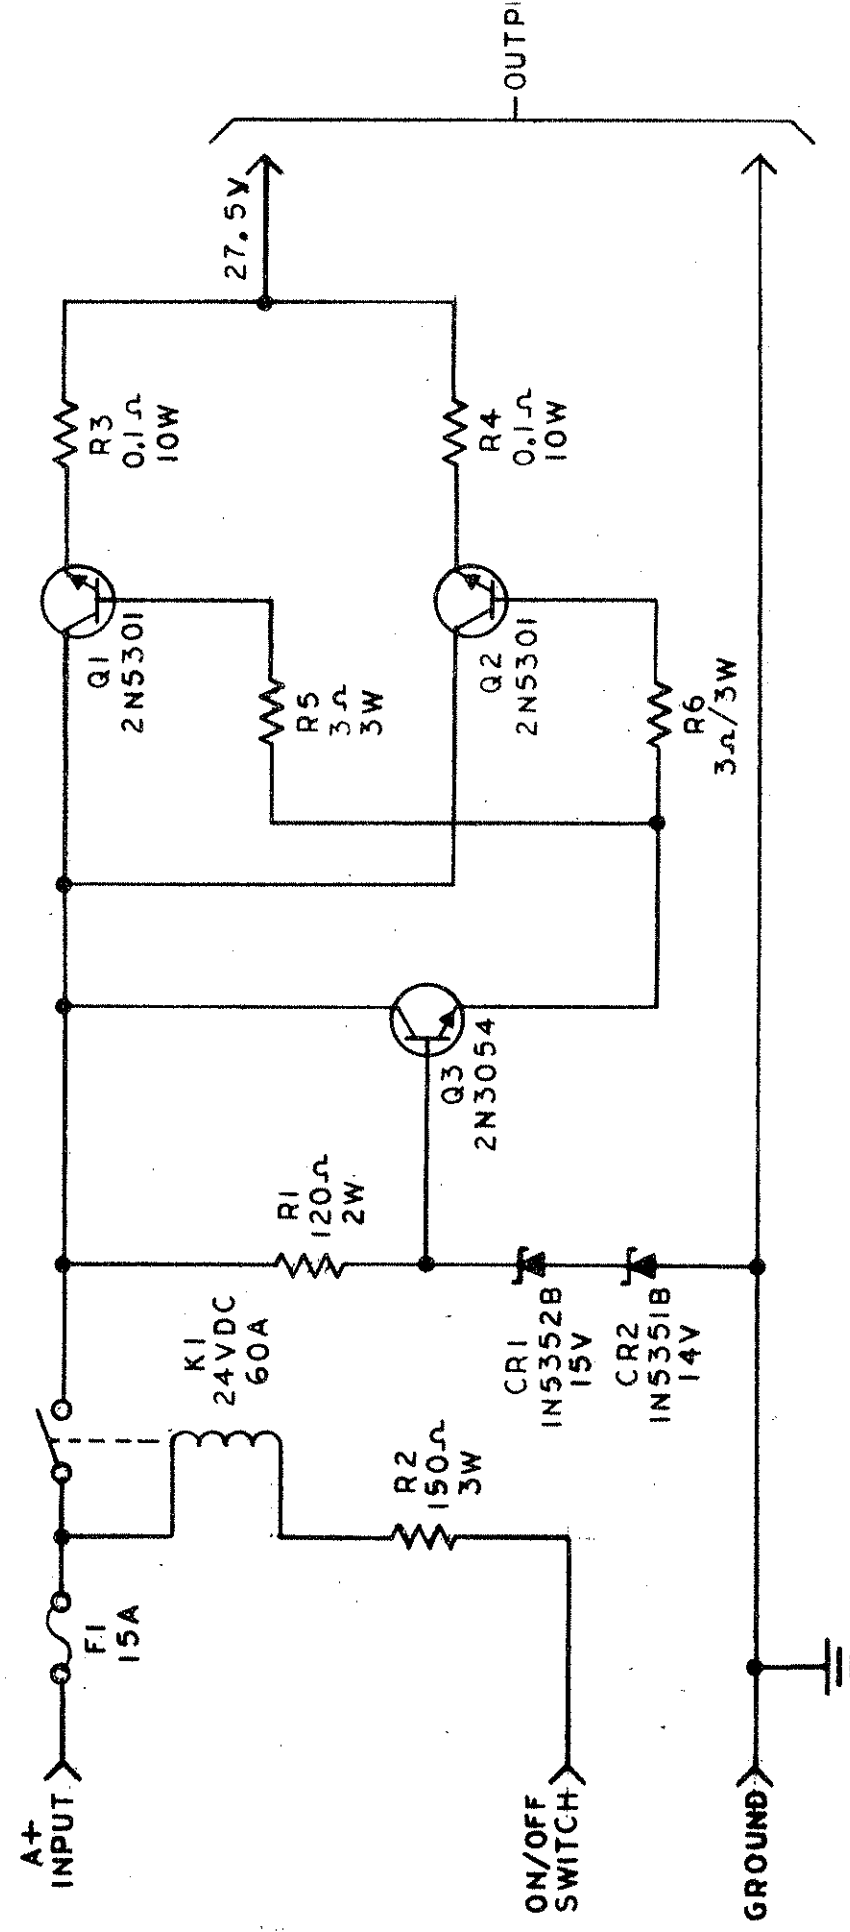 A+
INPUT
F1
15A
K1
24VDC
60A
R2
150Ω
3W
ON/OFF
SWITCH
GROUND
R1
120Ω
2W
CR1
1N5352B
15V
CR2
1N5351B
14V
Q3
2N3054
Q1
2N5301
R5
3Ω
3W
Q2
2N5301
R6
3Ω/3W
R3
0.1Ω
10W
R4
0.1Ω
10W
27.5V
OUTP